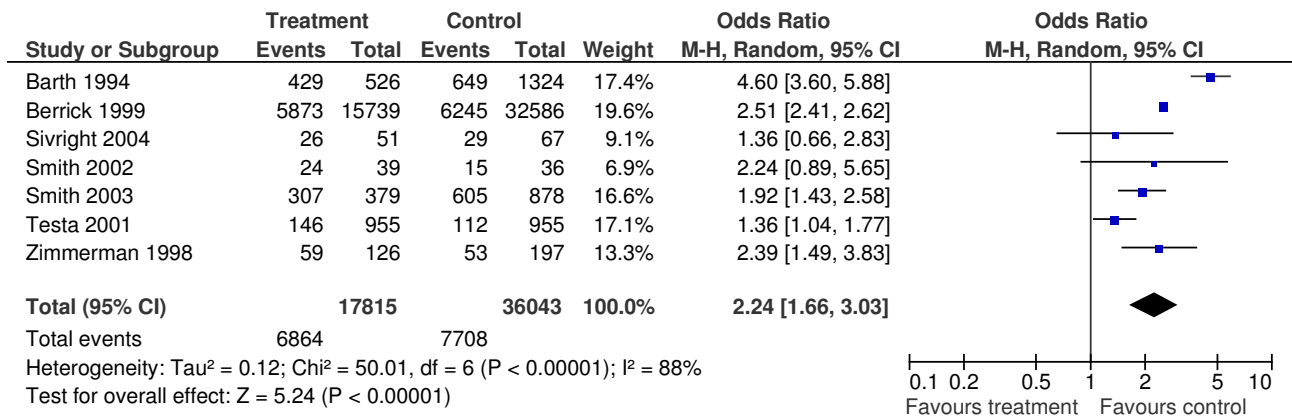 Treatment Control Odds Ratio Odds Ratio
Study or Subgroup Events Total Events Total Weight M-H, Random, 95% CI M-H, Random, 95% CI
Barth 1994 429 526 649 1324 17.4% 4.60 [3.60, 5.88]
Berrick 1999 5873 15739 6245 32586 19.6% 2.51 [2.41, 2.62]
Sivright 2004 26 51 29 67 9.1% 1.36 [0.66, 2.83]
Smith 2002 24 39 15 36 6.9% 2.24 [0.89, 5.65]
Smith 2003 307 379 605 878 16.6% 1.92 [1.43, 2.58]
Testa 2001 146 955 112 955 17.1% 1.36 [1.04, 1.77]
Zimmerman 1998 59 126 53 197 13.3% 2.39 [1.49, 3.83]
Total (95% CI) 17815 36043 100.0% 2.24 [1.66, 3.03]
Total events 6864 7708
Heterogeneity: Tau² = 0.12; Chi² = 50.01, df = 6 (P < 0.00001); I² = 88%
Test for overall effect: Z = 5.24 (P < 0.00001)
0.1 0.2 0.5 1 2 5 10
Favours treatment Favours control